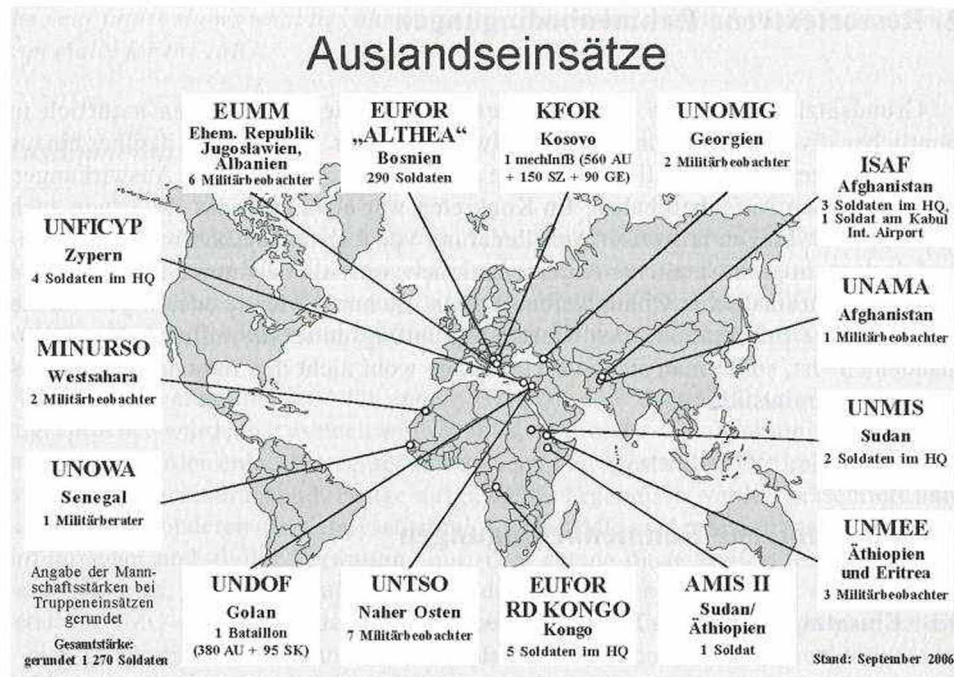 Auslandseinsätze
EUMM
Ehem. Republik
Jugoslawien,
Albanien
6 Militärbeobachter
EUFOR
„ALTHEA“
Bosnien
290 Soldaten
KFOR
Kosovo
1 mechInfB (560 AU
+ 150 SZ + 90 GE)
UNOMIG
Georgien
2 Militärbeobachter
ISAF
Afghanistan
3 Soldaten im HQ,
1 Soldat am Kabul
Int. Airport
UNFICYP
Zypern
4 Soldaten im HQ
UNAMA
Afghanistan
1 Militärbeobachter
MINURSO
Westsahara
2 Militärbeobachter
UNMIS
Sudan
2 Soldaten im HQ
UNOWA
Senegal
1 Militärberater
UNMEE
Äthiopien
und Eritrea
3 Militärbeobachter
Angabe der Mann-
schaftsstärken bei
Truppeneinsätzen
gerundet
Gesamtstärke:
gerundet 1 270 Soldaten
UNDOF
Golan
1 Bataillon
(380 AU + 95 SK)
UNTSO
Naher Osten
7 Militärbeobachter
EUFOR
RD KONGO
Kongo
5 Soldaten im HQ
AMIS II
Sudan/
Äthiopien
1 Soldat
Stand: September 2006